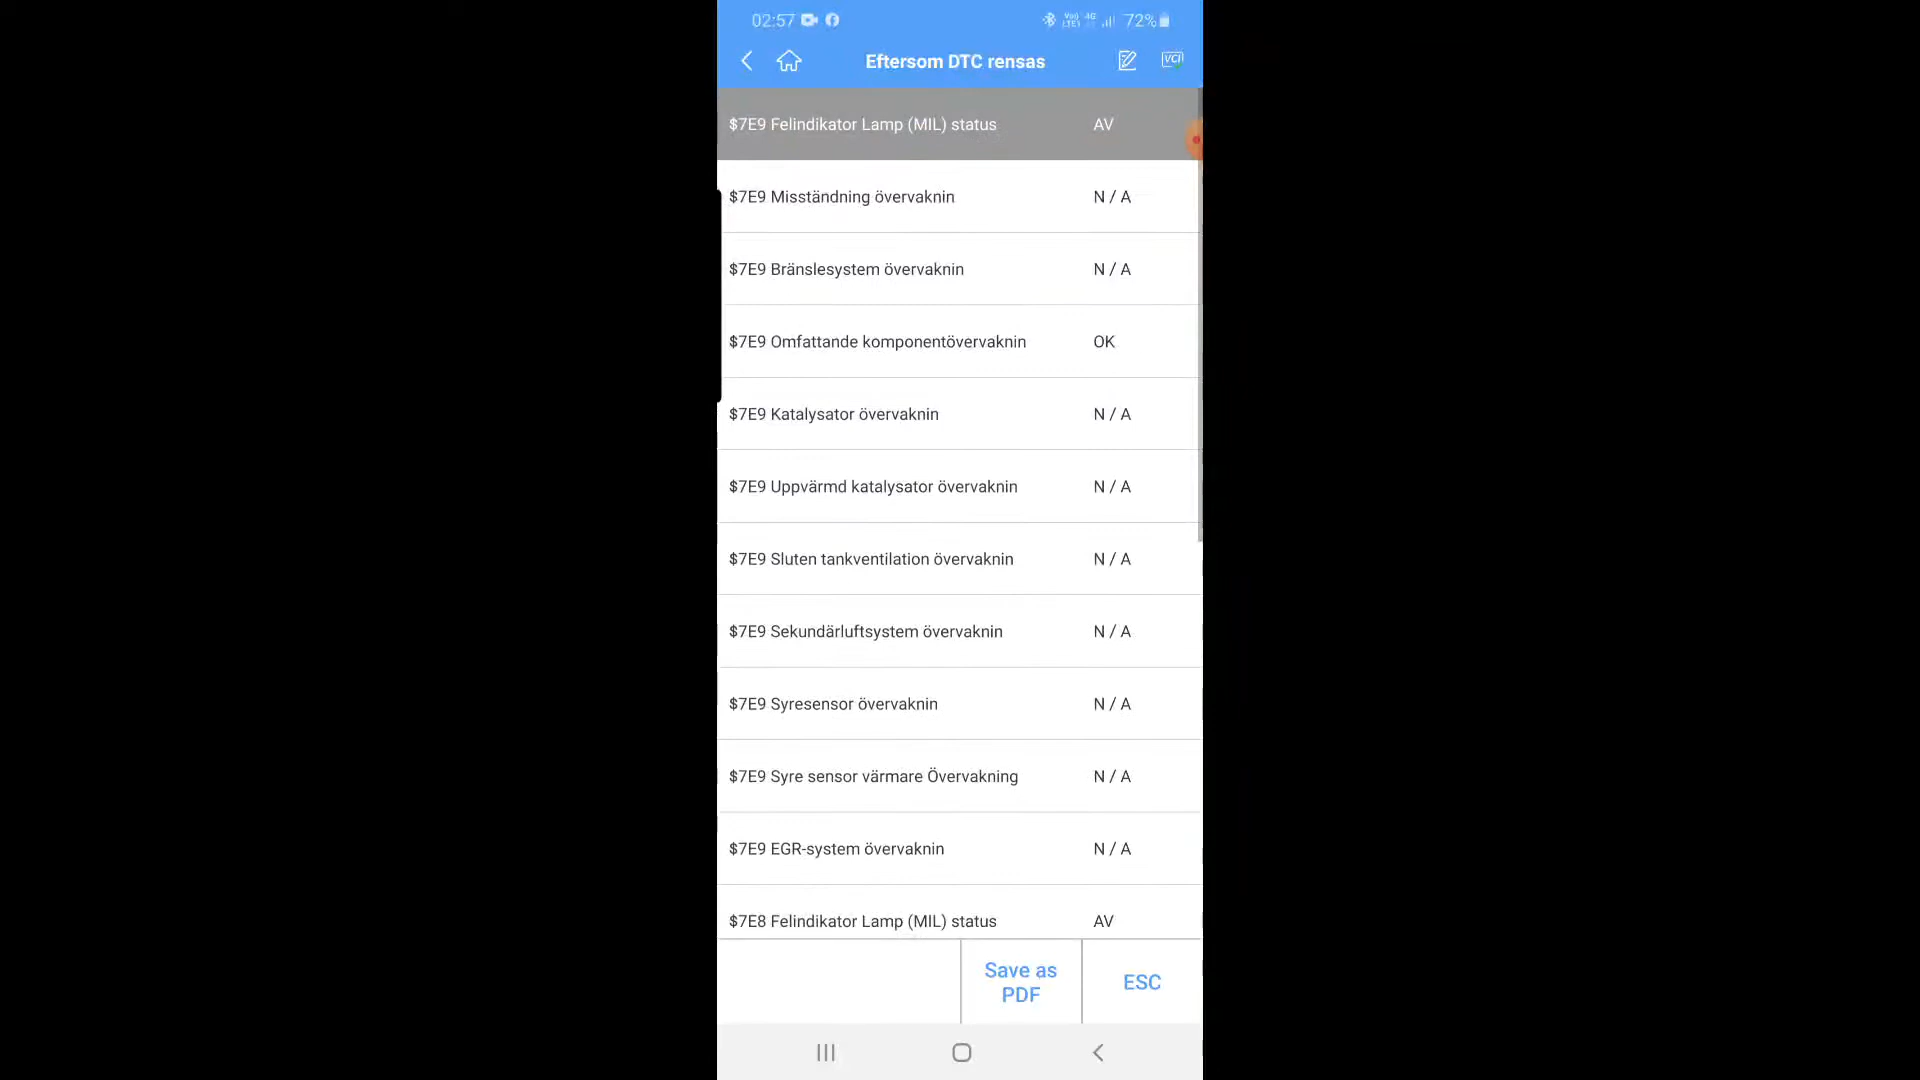 02:57 72%
Eftersom DTC rensas VCI
$7E9 Felindikator Lamp (MIL) status AV
$7E9 Misständning övervaknin N / A
$7E9 Bränslesystem övervaknin N / A
$7E9 Omfattande komponentövervaknin OK
$7E9 Katalysator övervaknin N / A
$7E9 Uppvärmd katalysator övervaknin N / A
$7E9 Sluten tankventilation övervaknin N / A
$7E9 Sekundärluftsystem övervaknin N / A
$7E9 Syresensor övervaknin N / A
$7E9 Syre sensor värmare Övervakning N / A
$7E9 EGR-system övervaknin N / A
$7E8 Felindikator Lamp (MIL) status AV
Save as
PDF
ESC